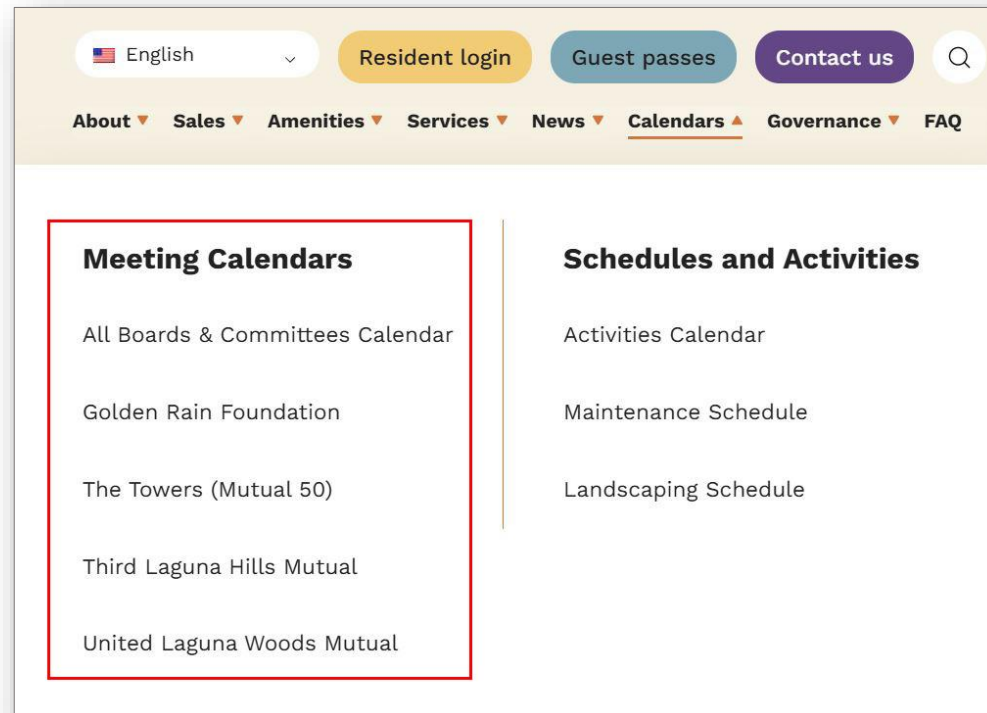 English
Resident login
Guest passes
Contact us
About
Sales
Amenities
Services
News
Calendars
Governance
FAQ
Meeting Calendars
All Boards & Committees Calendar
Golden Rain Foundation
The Towers (Mutual 50)
Third Laguna Hills Mutual
United Laguna Woods Mutual
Schedules and Activities
Activities Calendar
Maintenance Schedule
Landscaping Schedule